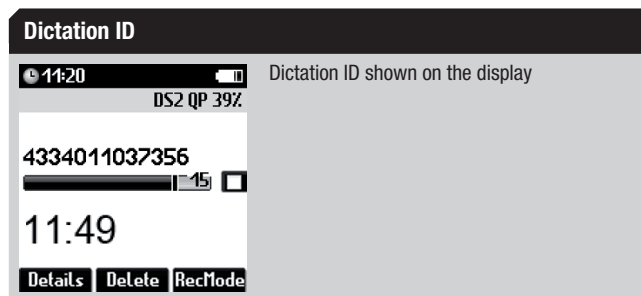 Dictation ID
11:20
DS2 QP 39%
4334011037356
15
11:49
Details Delete RecMode
Dictation ID shown on the display